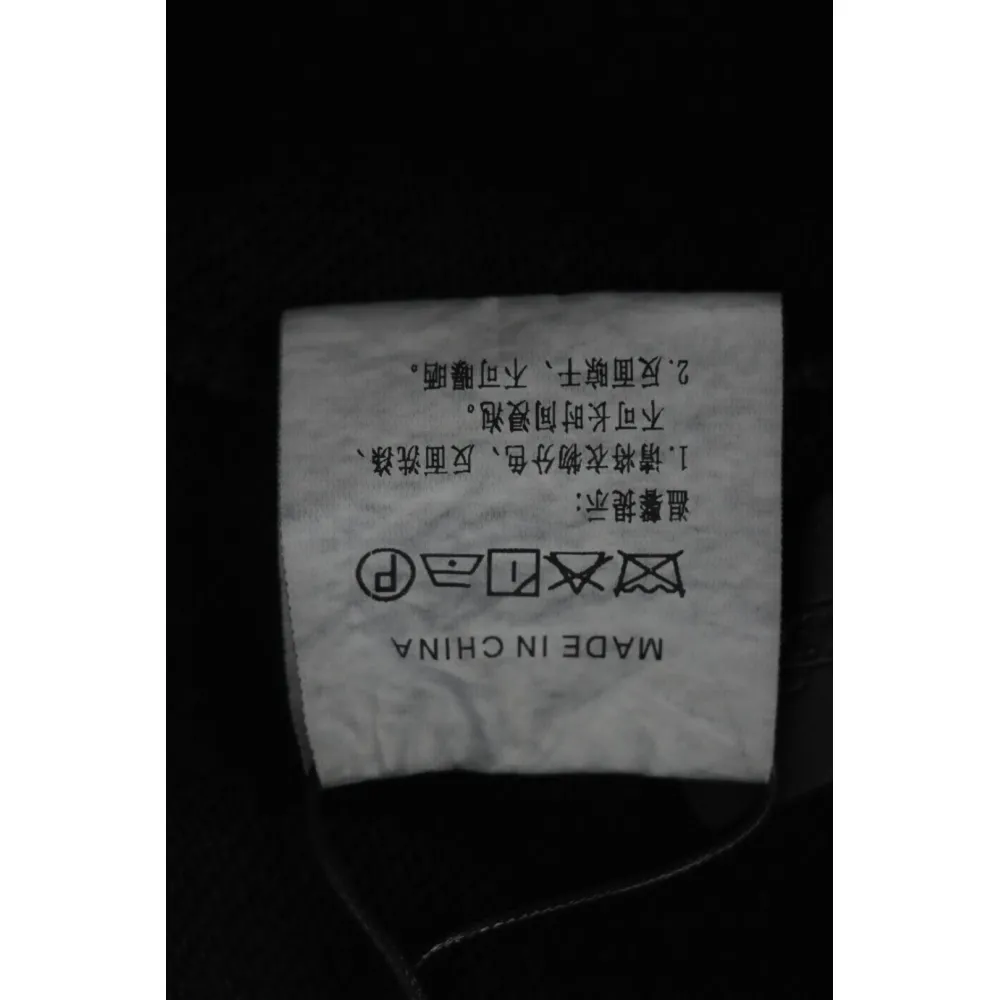 MADE IN CHINA
温馨提示:
1.请将衣物分色、反面洗涤、
不可长时间浸泡。
2.反面晾干、不可曝晒。